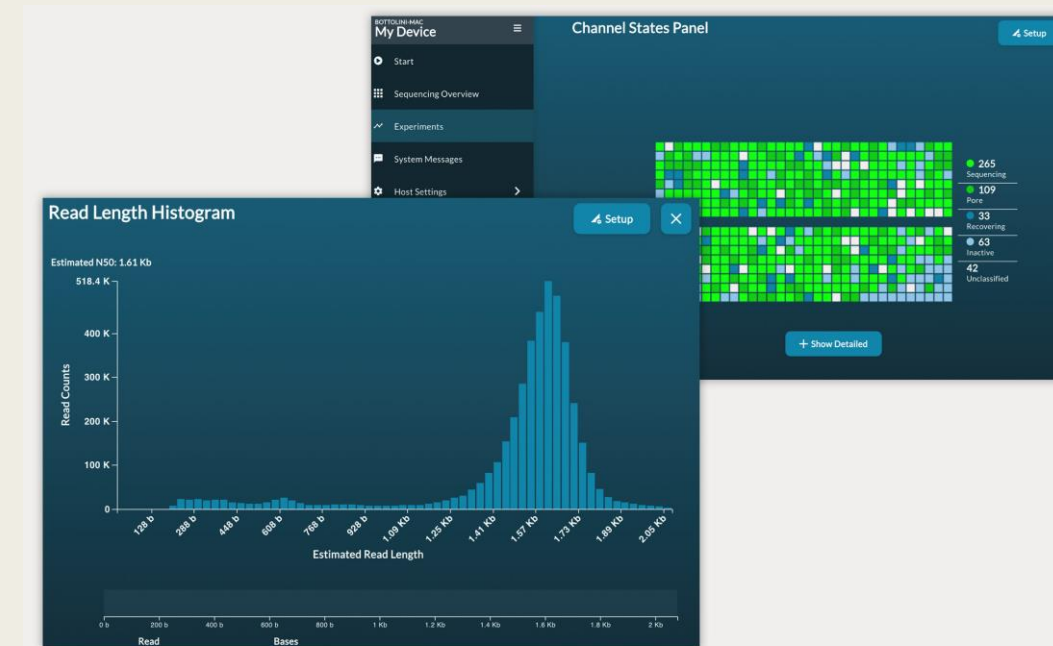 BOTTOLINI-MAC
My Device
Start
Sequencing Overview
Experiments
System Messages
Host Settings
Channel States Panel
Setup
265
Sequencing
109
Pore
33
Recovering
63
Inactive
42
Unclassified
+ Show Detailed
Read Length Histogram
Setup
Estimated N50: 1.61 Kb
518.4 K
400 K
300 K
200 K
100 K
0
Read Counts
128 b 288 b 448 b 608 b 768 b 928 b 1.09 Kb 1.25 Kb 1.41 Kb 1.57 Kb 1.73 Kb 1.89 Kb 2.05 Kb
Estimated Read Length
0 b 200 b 400 b 600 b 800 b 1 Kb 1.2 Kb 1.4 Kb 1.6 Kb 1.8 Kb 2 Kb
Read Bases